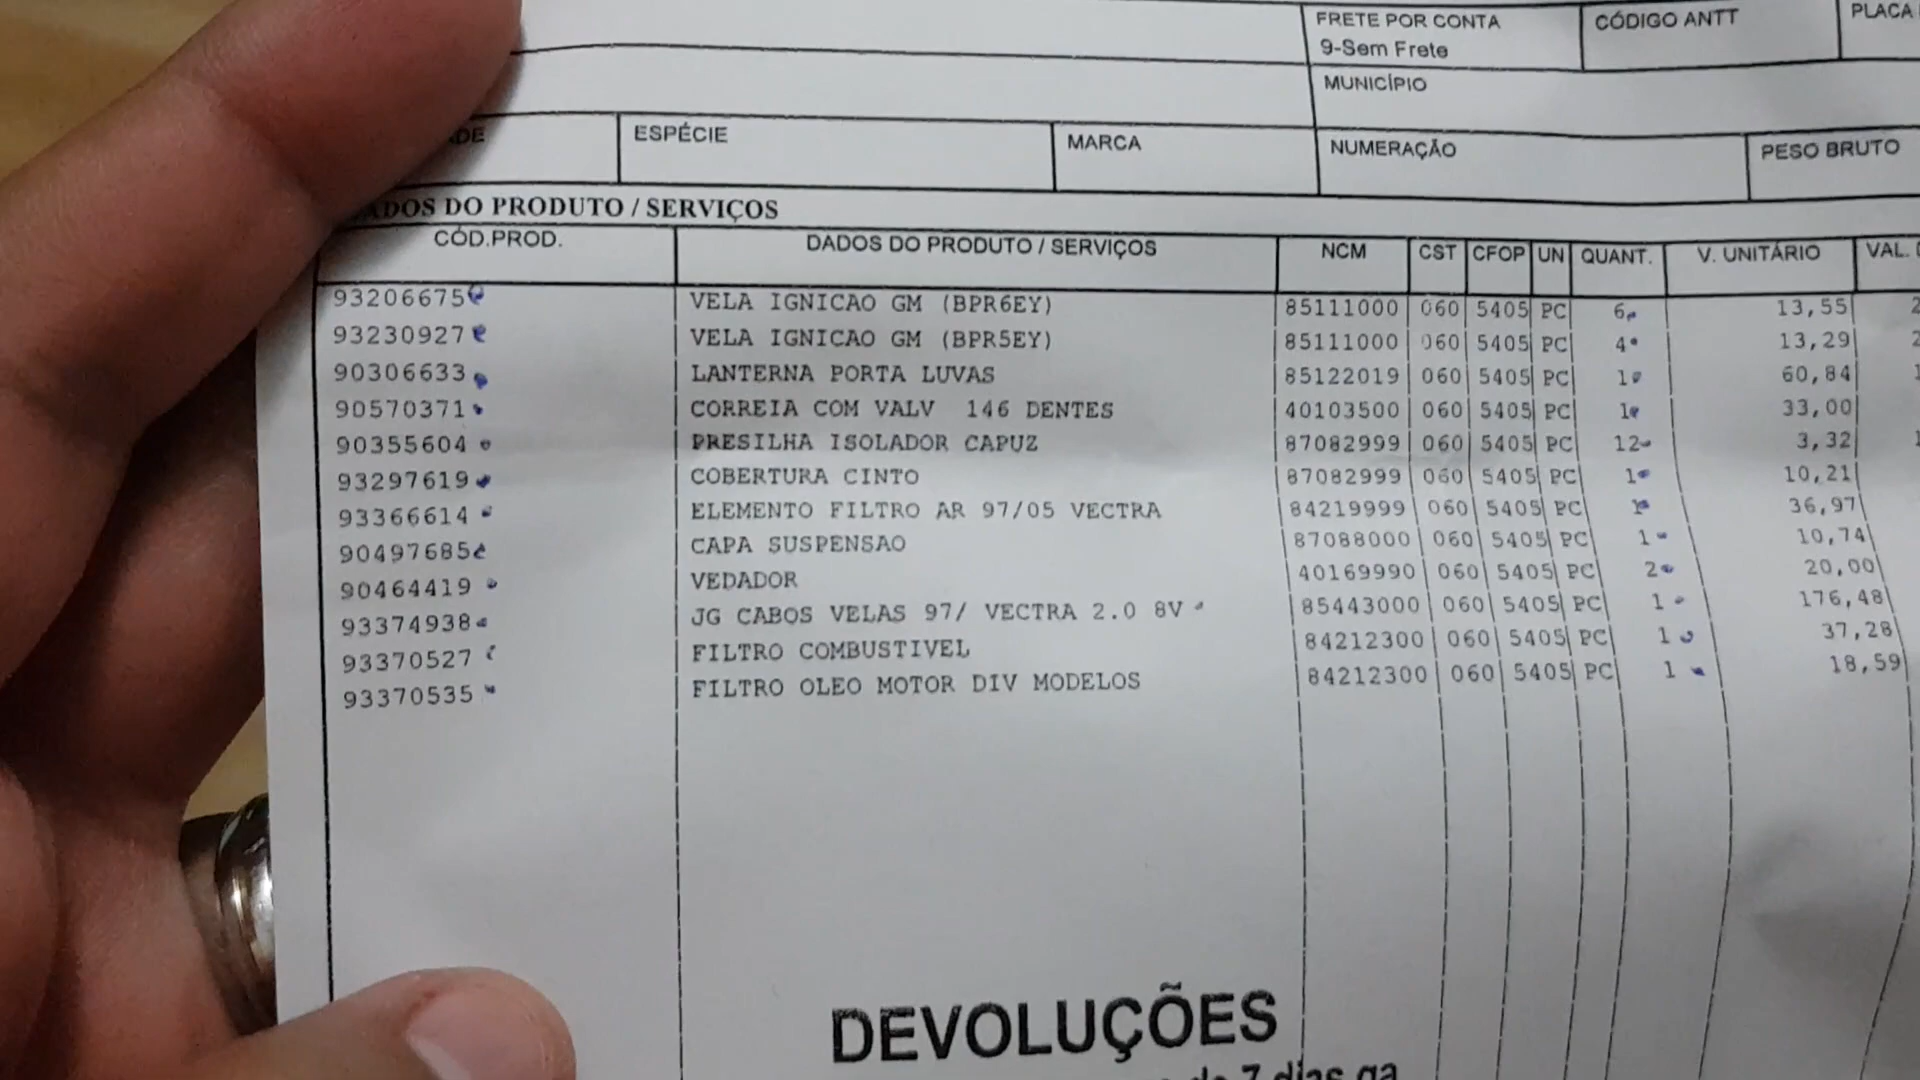 FRETE POR CONTA CÓDIGO ANTT PLACA
9-Sem Frete
MUNICÍPIO
ESPÉCIE MARCA NUMERAÇÃO PESO BRUTO
DADOS DO PRODUTO / SERVIÇOS
CÓD.PROD. DADOS DO PRODUTO / SERVIÇOS NCM CST CFOP UN QUANT. V. UNITÁRIO VAL.
93206675 VELA IGNICAO GM (BPR6EY) 85111000 060 5405 PC 6 13,55
93230927 VELA IGNICAO GM (BPR5EY) 85111000 060 5405 PC 4 13,29
90306633 LANTERNA PORTA LUVAS 85122019 060 5405 PC 1 60,84
90570371 CORREIA COM VALV 146 DENTES 40103500 060 5405 PC 1 33,00
90355604 PRESILHA ISOLADOR CAPUZ 87082999 060 5405 PC 12 3,32
93297619 COBERTURA CINTO 87082999 060 5405 PC 1 10,21
93366614 ELEMENTO FILTRO AR 97/05 VECTRA 84219999 060 5405 PC 1 36,97
90497685 CAPA SUSPENSAO 87088000 060 5405 PC 1 10,74
90464419 VEDADOR 40169990 060 5405 PC 2 20,00
93374938 JG CABOS VELAS 97/ VECTRA 2.0 8V 85443000 060 5405 PC 1 176,48
93370527 FILTRO COMBUSTIVEL 84212300 060 5405 PC 1 37,28
93370535 FILTRO OLEO MOTOR DIV MODELOS 84212300 060 5405 PC 1 18,59
DEVOLUÇÕES
de 7 dias